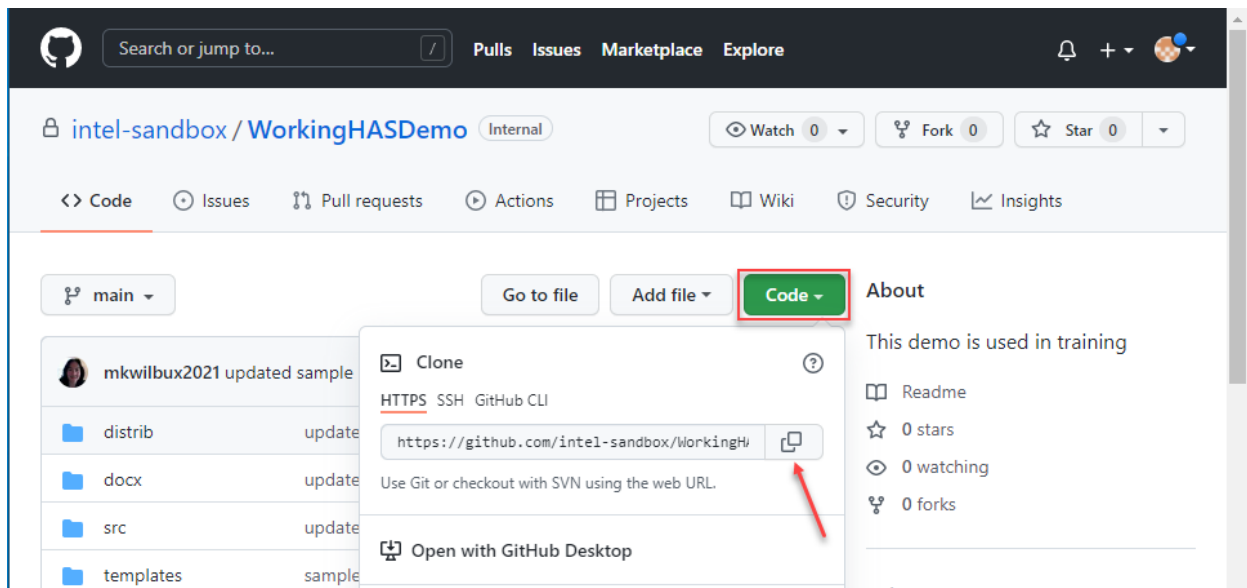 Search or jump to... / Pulls Issues Marketplace Explore
intel-sandbox / WorkingHASDemo Internal Watch 0 Fork 0 Star 0
<> Code Issues Pull requests Actions Projects Wiki Security Insights
main Go to file Add file Code About
This demo is used in training
Clone
mkwilbux2021 updated sample
HTTPS SSH GitHub CLI
Readme
distrib update
https://github.com/intel-sandbox/WorkingHA
0 stars
0 watching
docx update
Use Git or checkout with SVN using the web URL.
0 forks
src update
Open with GitHub Desktop
templates sample